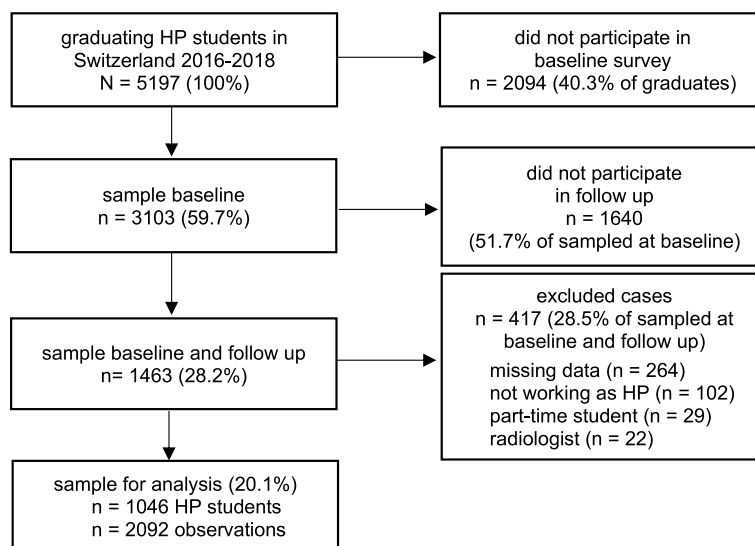 graduating HP students in
Switzerland 2016-2018
N = 5197 (100%)
did not participate in
baseline survey
n = 2094 (40.3% of graduates)
sample baseline
n = 3103 (59.7%)
did not participate
in follow up
n = 1640
(51.7% of sampled at baseline)
sample baseline and follow up
n= 1463 (28.2%)
excluded cases
n = 417 (28.5% of sampled at
baseline and follow up)
missing data (n = 264)
not working as HP (n = 102)
part-time student (n = 29)
radiologist (n = 22)
sample for analysis (20.1%)
n = 1046 HP students
n = 2092 observations